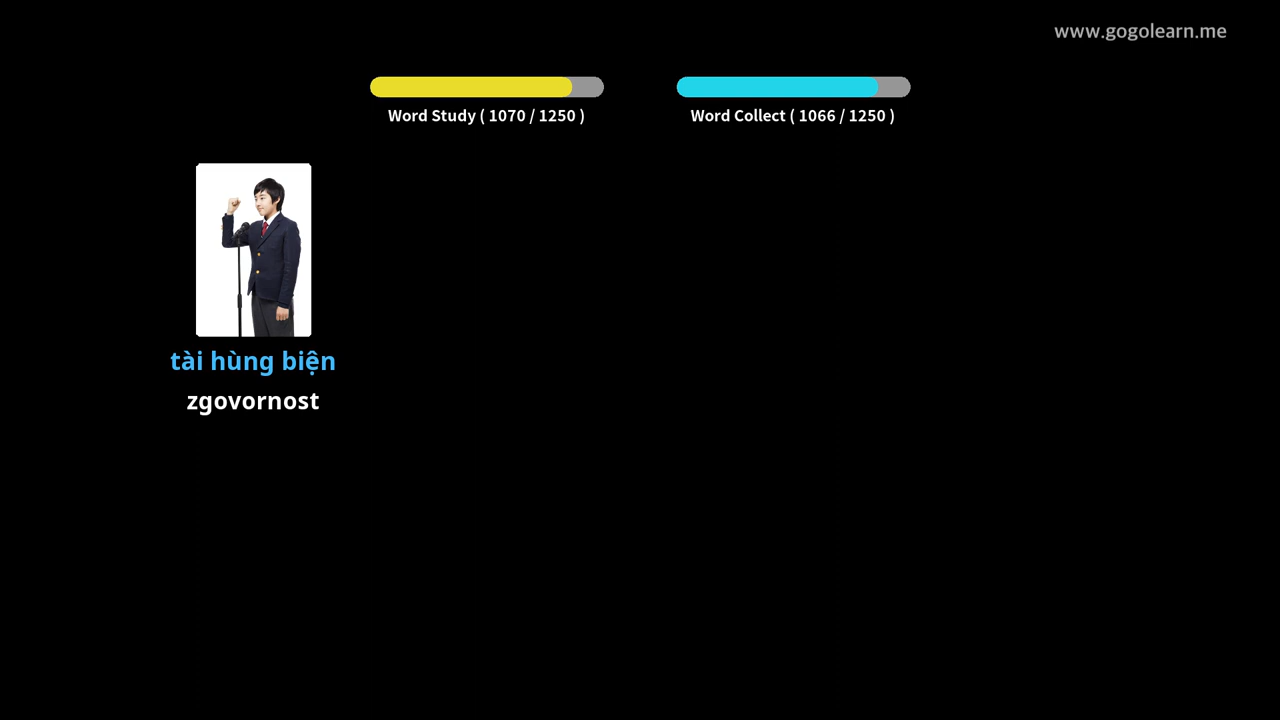 www.gogolearn.me
Word Study ( 1070 / 1250 )
Word Collect ( 1066 / 1250 )
tài hùng biện
zgovornost